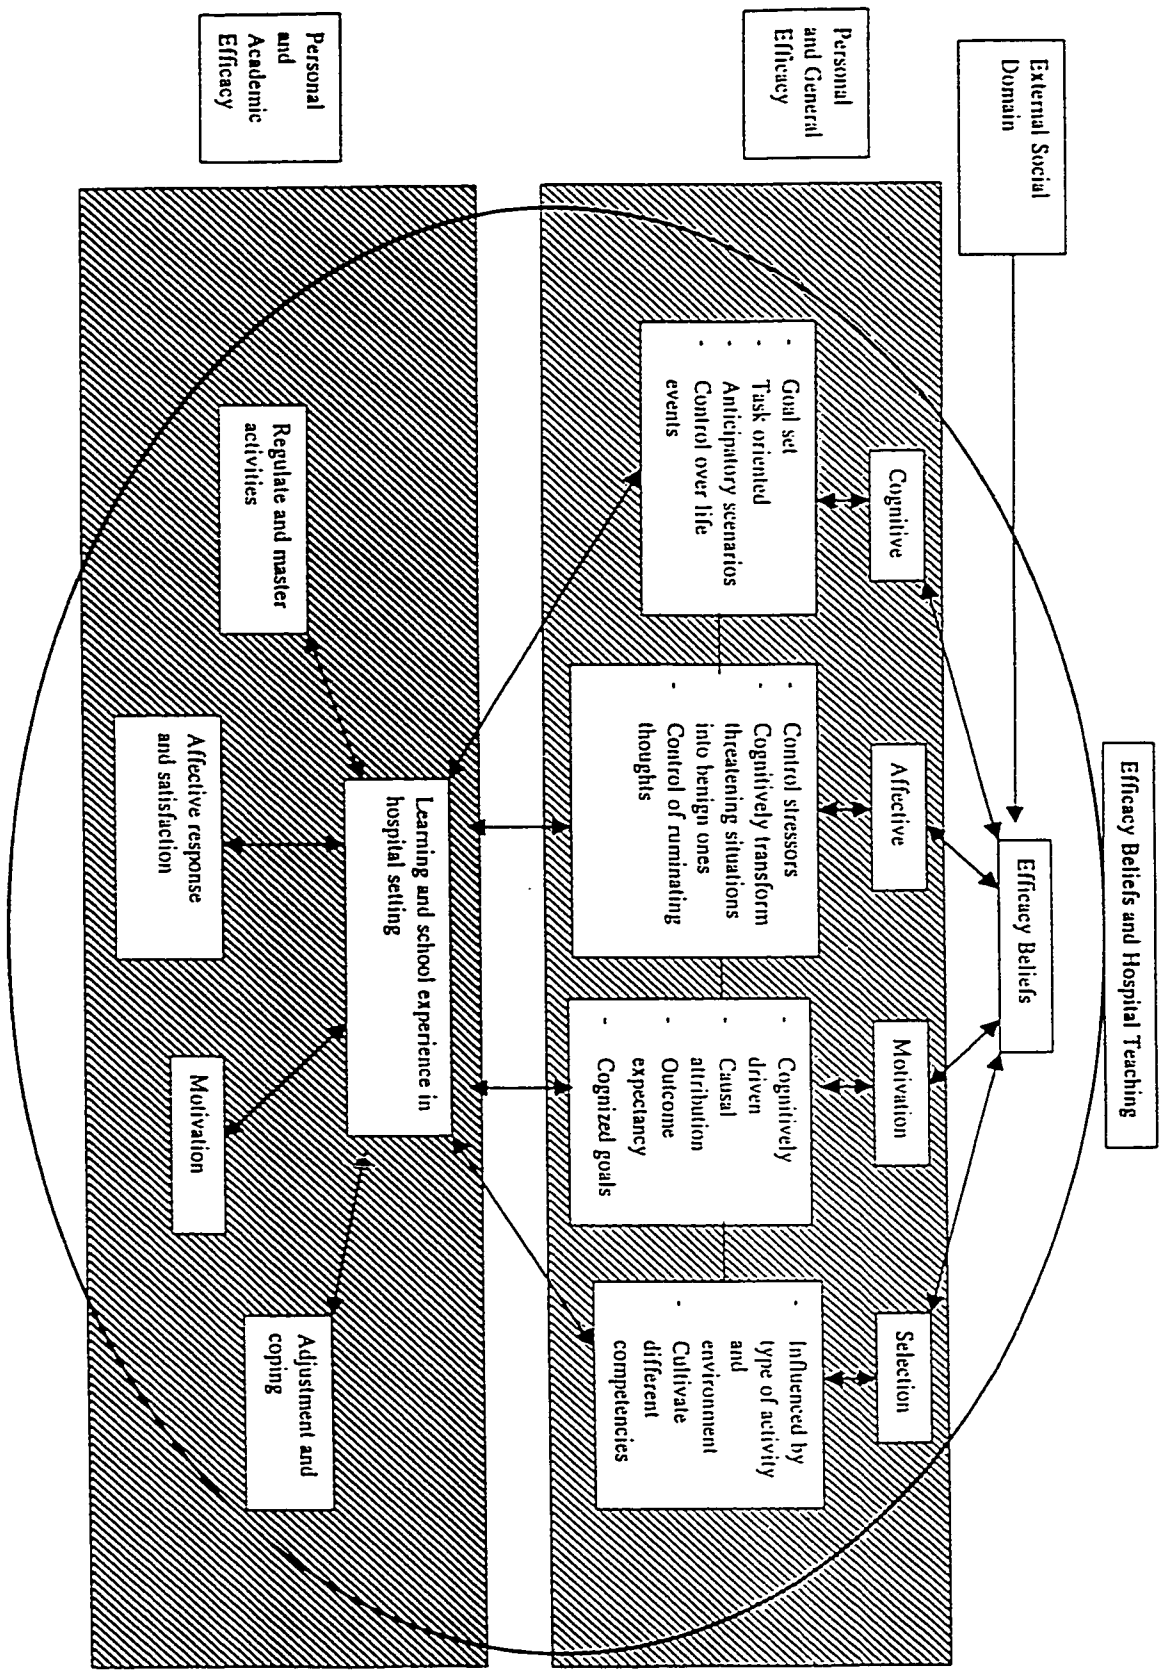 Efficacy Beliefs and Hospital Teaching
External Social
Domain
Efficacy Beliefs
Personal
and General
Efficacy
Cognitive
Affective
Motivation
Selection
- Goal set
- Task oriented
- Anticipatory scenarios
- Control over life
events
- Control stressors
- Cognitively transform
threatening situations
into benign ones
- Control of ruminating
thoughts
- Cognitively
driven
- Causal
attribution
- Outcome
expectancy
- Cognized goals
- Influenced by
type of activity
and
environment
- Cultivate
different
competencies
Personal
and
Academic
Efficacy
Learning and school experience in
hospital setting
Regulate and master
activities
Affective response
and satisfaction
Motivation
Adjustment and
coping